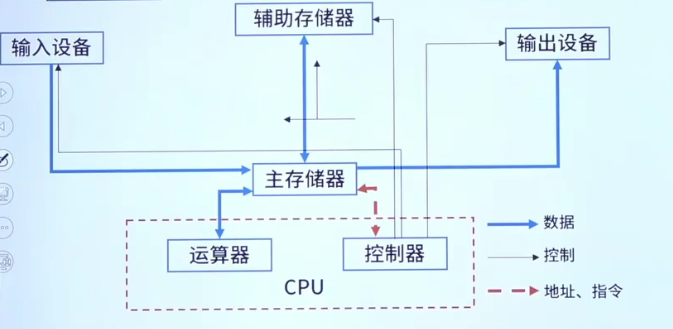 辅助存储器
输入设备
输出设备
主存储器
运算器
控制器
CPU
数据
控制
地址、指令